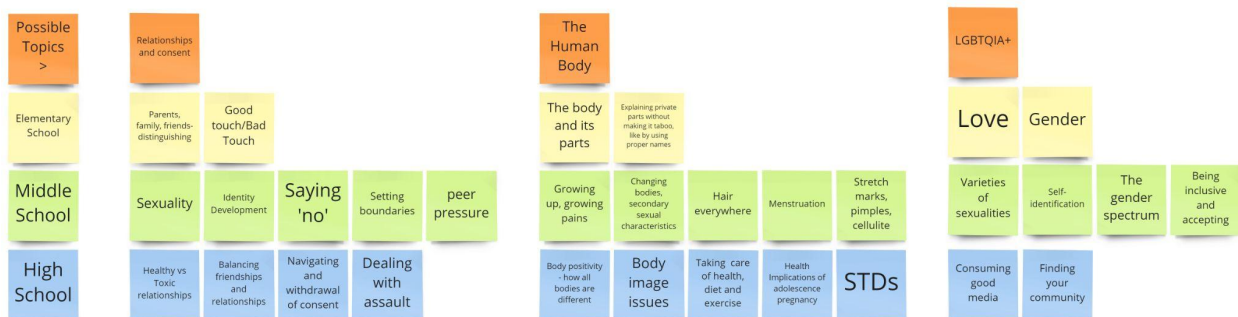 Possible
Topics
>
Relationships
and consent
The
Human
Body
LGBTQIA+
Elementary
School
Parents,
family, friends-
distinguishing
Good
touch/Bad
Touch
The body
and its
parts
Explaining private
parts without
making it taboo,
like by using
proper names
Love
Gender
Middle
School
Sexuality
Identity
Development
Saying
'no'
Setting
boundaries
peer
pressure
Growing
up, growing
pains
Changing
bodies,
secondary
sexual
characteristics
Hair
everywhere
Menstruation
Stretch
marks,
pimples,
cellulite
Varieties
of
sexualities
Self-
identification
The
gender
spectrum
Being
inclusive
and
accepting
High
School
Healthy vs
Toxic
relationships
Balancing
friendships
and
relationships
Navigating
and
withdrawal
of consent
Dealing
with
assault
Body positivity
- how all
bodies are
different
Body
image
issues
Taking care
of health,
diet and
exercise
Health
Implications of
adolescence
pregnancy
STDs
Consuming
good
media
Finding
your
community